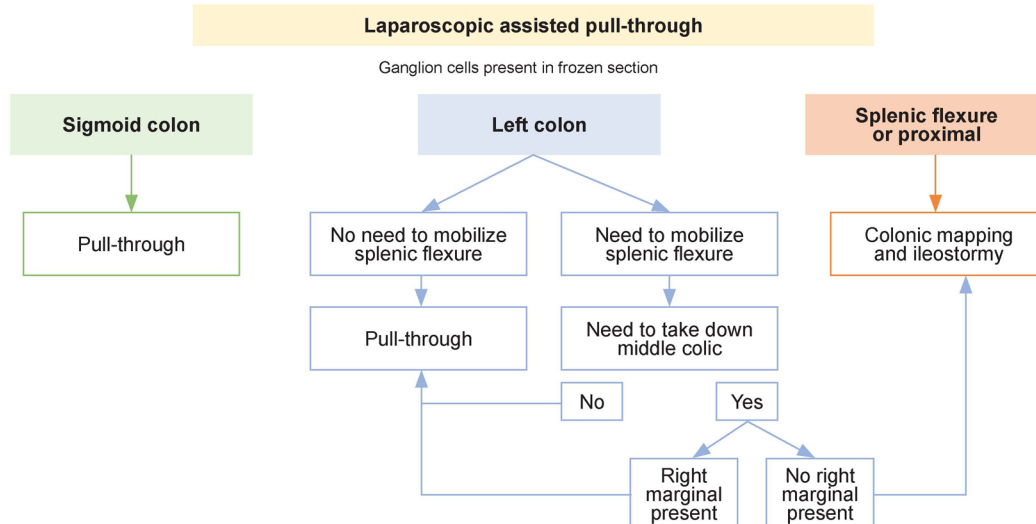 Laparoscopic assisted pull-through
Ganglion cells present in frozen section
Sigmoid colon
Left colon
Splenic flexure
or proximal
Pull-through
No need to mobilize
splenic flexure
Need to mobilize
splenic flexure
Colonic mapping
and ileostormy
Pull-through
Need to take down
middle colic
No
Yes
Right
marginal
present
No right
marginal
present